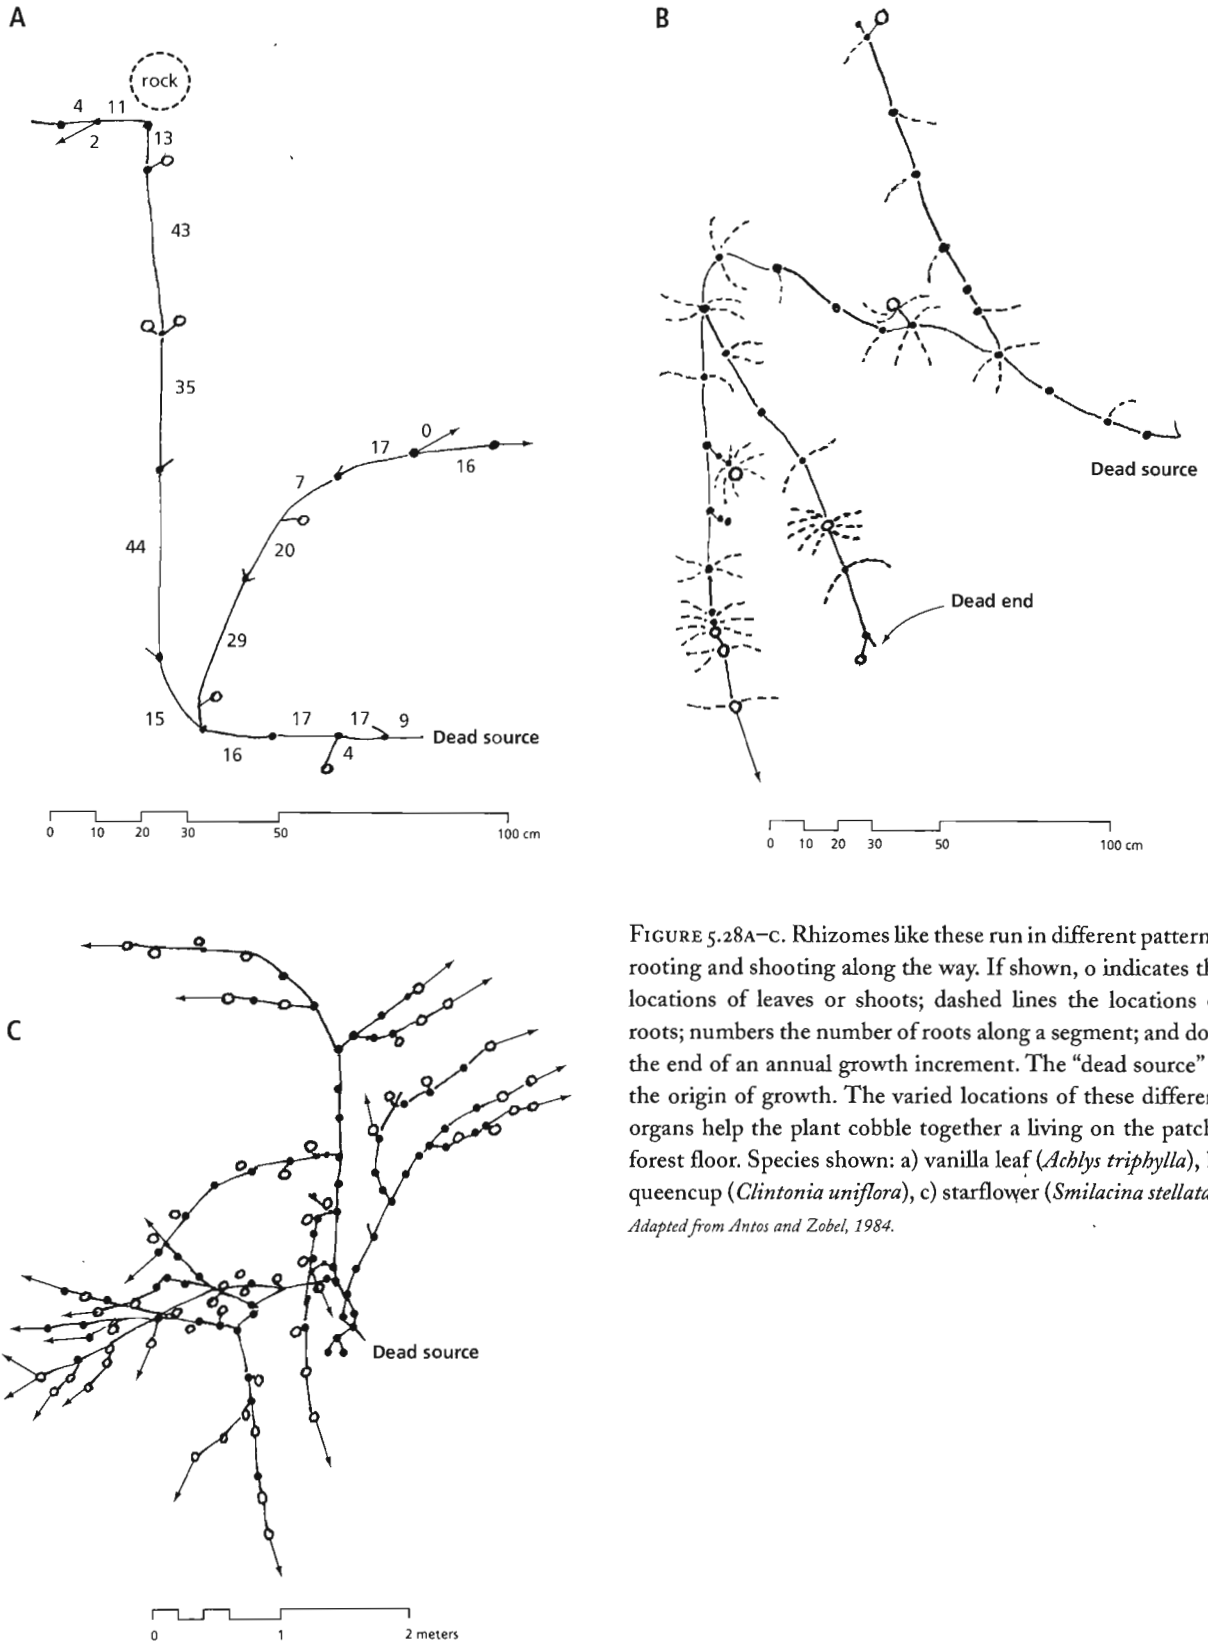 A
rock
4 11
2
13
43
35
0
17
16
7
20
44
29
15
17 17 9
Dead source
16
4
0 10 20 30 50 100 cm
B
Dead source
Dead end
0 10 20 30 50 100 cm
C
Dead source
0 1 2 meters
FIGURE 5.28A–C. Rhizomes like these run in different pattern
rooting and shooting along the way. If shown, o indicates th
locations of leaves or shoots; dashed lines the locations
roots; numbers the number of roots along a segment; and do
the end of an annual growth increment. The “dead source”
the origin of growth. The varied locations of these differen
organs help the plant cobble together a living on the patch
forest floor. Species shown: a) vanilla leaf (Achlys triphylla),
queencup (Clintonia uniflora), c) starflower (Smilacina stellata
Adapted from Antos and Zobel, 1984.